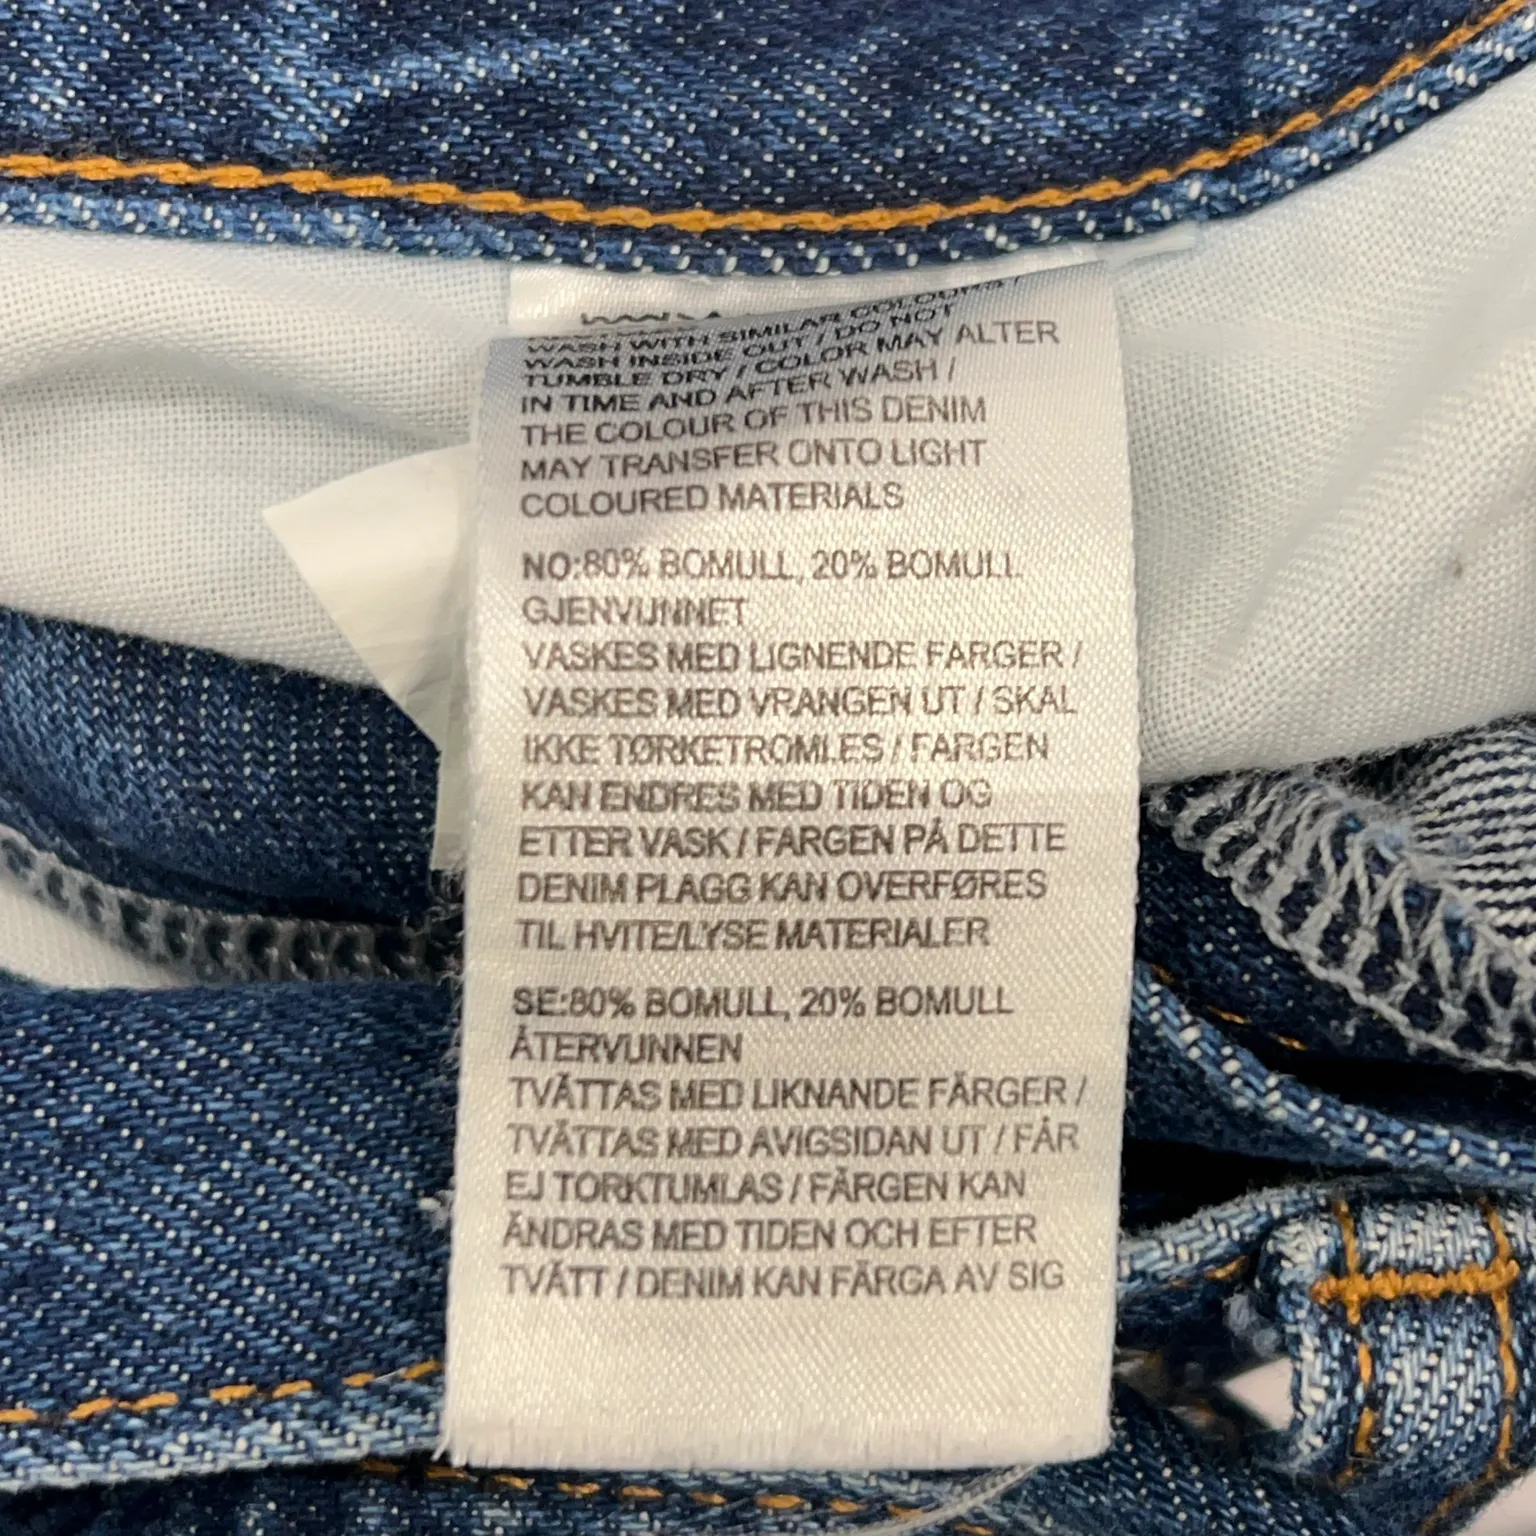 WASH WITH SIMILAR COLOURS /
WASH INSIDE OUT / DO NOT
TUMBLE DRY / COLOR MAY ALTER
IN TIME AND AFTER WASH /
THE COLOUR OF THIS DENIM
MAY TRANSFER ONTO LIGHT
COLOURED MATERIALS
NO:80% BOMULL, 20% BOMULL
GJENVUNNET
VASKES MED LIGNENDE FARGER /
VASKES MED VRANGEN UT / SKAL
IKKE TØRKETROMLES / FARGEN
KAN ENDRES MED TIDEN OG
ETTER VASK / FARGEN PÅ DETTE
DENIM PLAGG KAN OVERFØRES
TIL HVITE/LYSE MATERIALER
SE:80% BOMULL, 20% BOMULL
ÅTERVUNNEN
TVÄTTAS MED LIKNANDE FÄRGER /
TVÄTTAS MED AVIGSIDAN UT / FÅR
EJ TORKTUMLAS / FÄRGEN KAN
ÄNDRAS MED TIDEN OCH EFTER
TVÄTT / DENIM KAN FÄRGA AV SIG